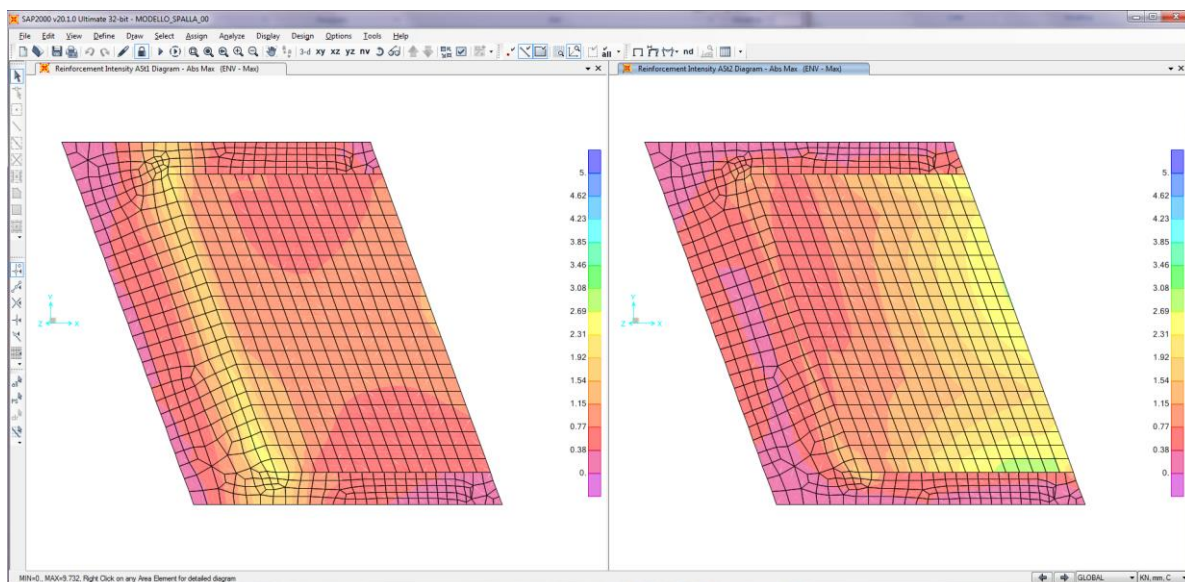 SAP2000 v20.1.0 Ultimate 32-bit - MODELLO_SPALLA_00
File Edit View Define Draw Select Assign Analyze Display Design Options Tools Help
3-d xy xz yz nv
all
nd
Reinforcement Intensity ASt1 Diagram - Abs Max (ENV - Max)
Reinforcement Intensity ASt2 Diagram - Abs Max (ENV - Max)
5.
4.62
4.23
3.85
3.46
3.08
2.69
2.31
1.92
1.54
1.15
0.77
0.38
0.
Y
Z
X
5.
4.62
4.23
3.85
3.46
3.08
2.69
2.31
1.92
1.54
1.15
0.77
0.38
0.
Y
Z
X
MIN=0., MAX=9.732, Right Click on any Area Element for detailed diagram
GLOBAL
KN, mm, C